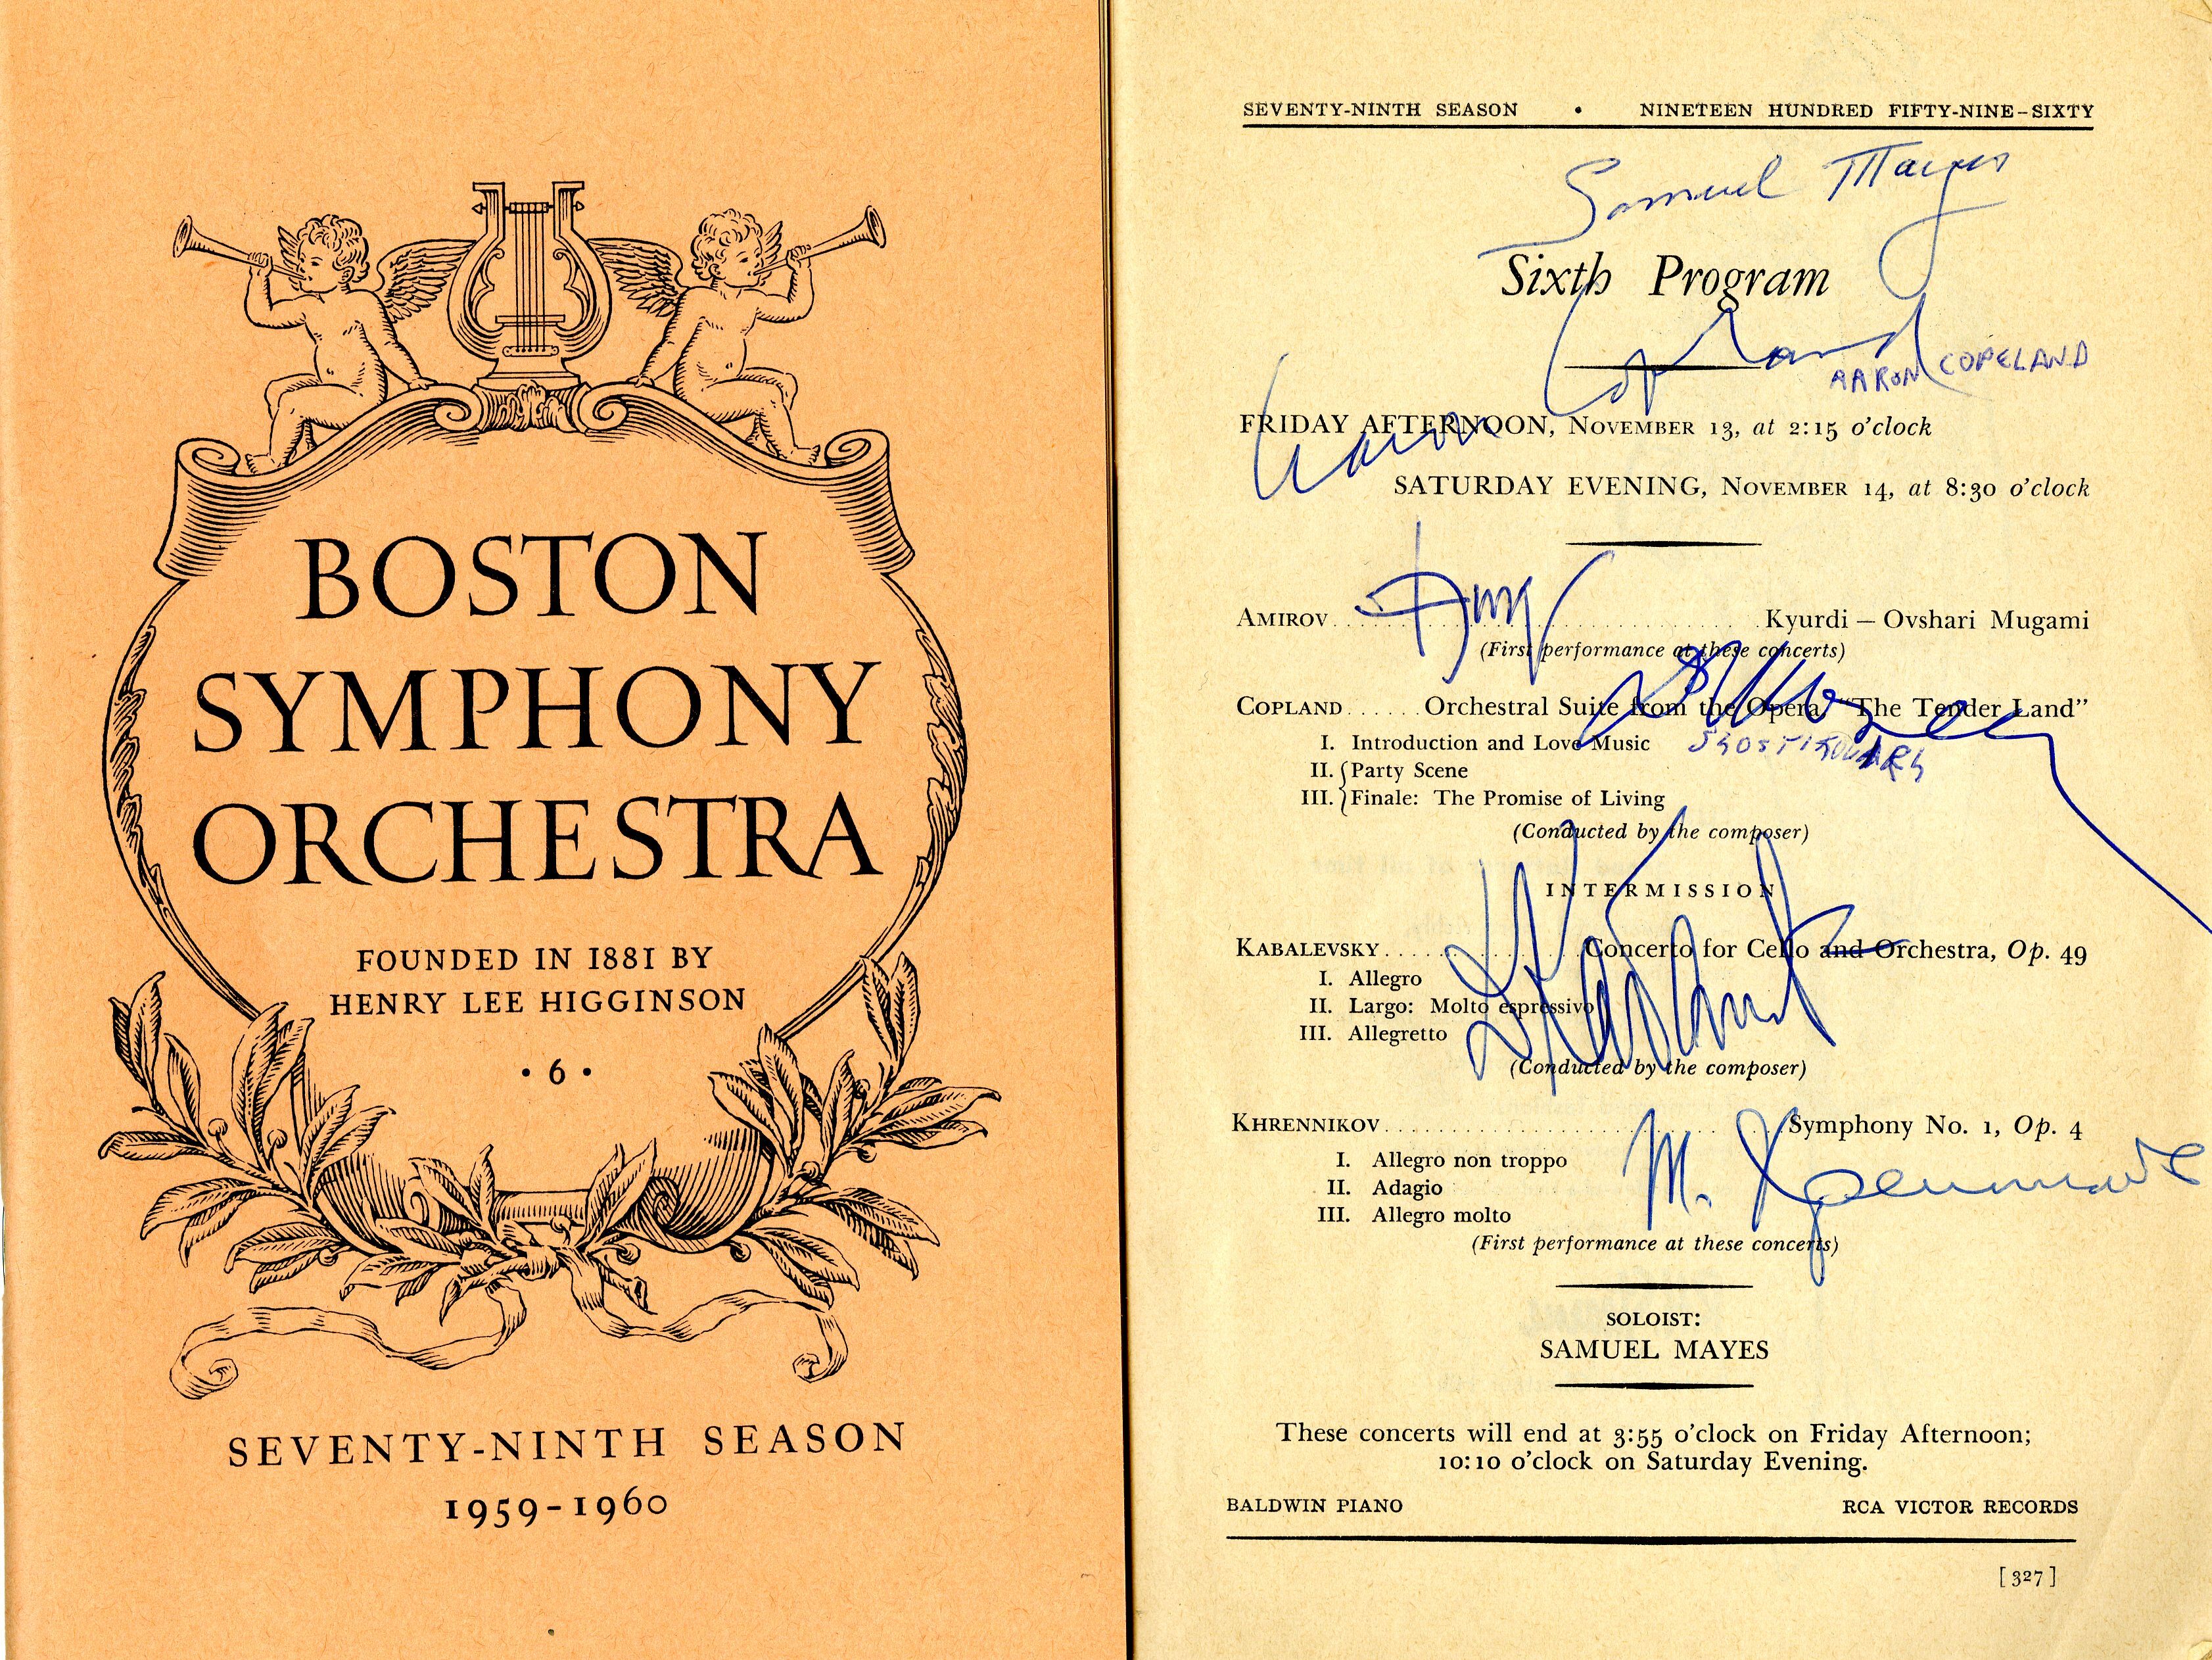 BOSTON
SYMPHONY
ORCHESTRA
FOUNDED IN 1881 BY
HENRY LEE HIGGINSON
· 6 ·
SEVENTY-NINTH SEASON
1959-1960
SEVENTY-NINTH SEASON • NINETEEN HUNDRED FIFTY-NINE–SIXTY
Samuel Mayes
Sixth Program
Aaron Copland
AARON COPELAND
FRIDAY AFTERNOON, NOVEMBER 13, at 2:15 o'clock
SATURDAY EVENING, NOVEMBER 14, at 8:30 o'clock
AMIROV . . . . . . . . . . . . . . . . . . . . Kyurdi – Ovshari Mugami
(First performance at these concerts)
COPLAND . . . . . . Orchestral Suite from the Opera, "The Tender Land"
I. Introduction and Love Music
II. { Party Scene
III. { Finale: The Promise of Living
(Conducted by the composer)
INTERMISSION
KABALEVSKY . . . . . . . . . . . . Concerto for Cello and Orchestra, Op. 49
I. Allegro
II. Largo: Molto espressivo
III. Allegretto
(Conducted by the composer)
KHRENNIKOV . . . . . . . . . . . . . . . . . . . . Symphony No. 1, Op. 4
I. Allegro non troppo
II. Adagio
III. Allegro molto
(First performance at these concerts)
SOLOIST:
SAMUEL MAYES
These concerts will end at 3:55 o'clock on Friday Afternoon;
10:10 o'clock on Saturday Evening.
BALDWIN PIANO RCA VICTOR RECORDS
[ 327 ]